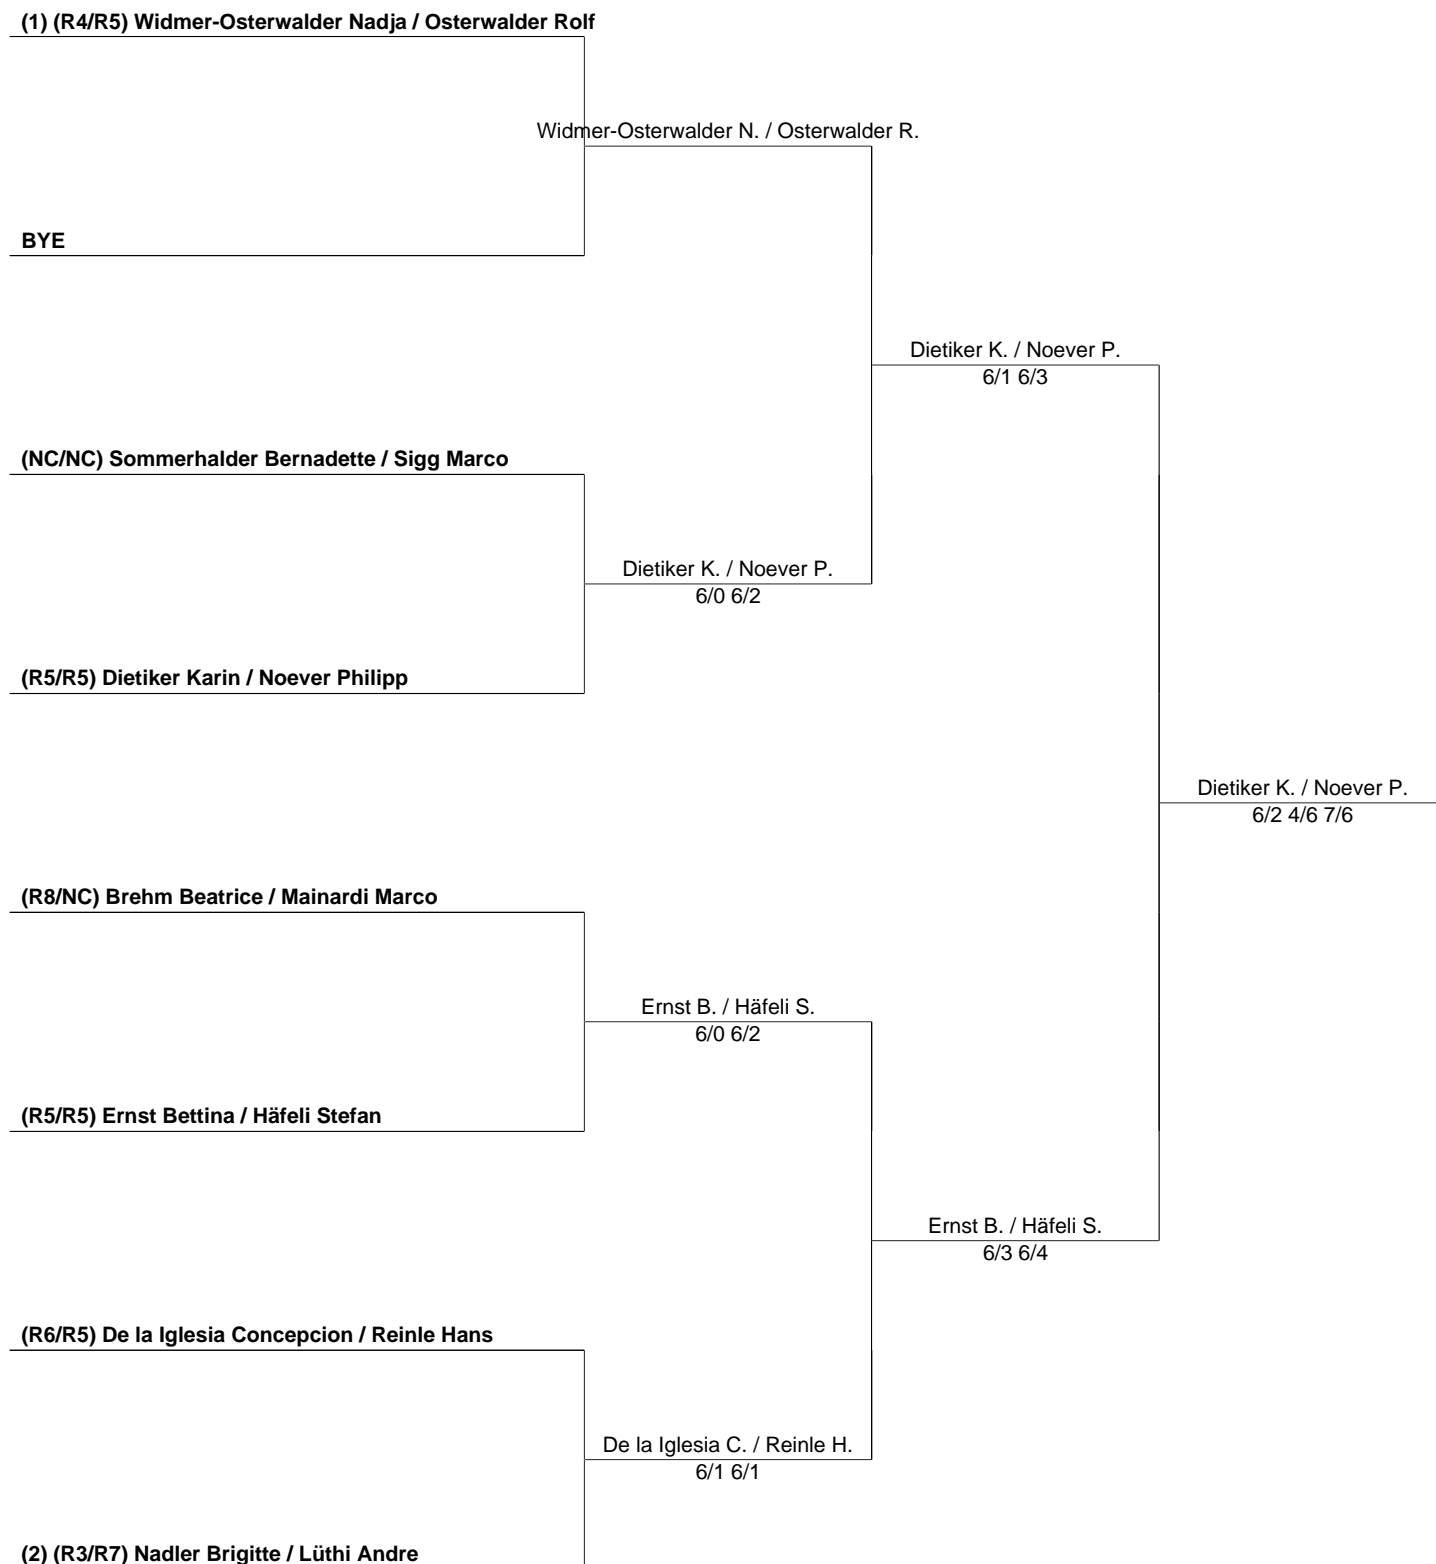 (1) (R4/R5) Widmer-Osterwalder Nadja / Osterwalder Rolf
Widmer-Osterwalder N. / Osterwalder R.
BYE
Dietiker K. / Noever P.
6/1 6/3
(NC/NC) Sommerhalder Bernadette / Sigg Marco
Dietiker K. / Noever P.
6/0 6/2
(R5/R5) Dietiker Karin / Noever Philipp
Dietiker K. / Noever P.
6/2 4/6 7/6
(R8/NC) Brehm Beatrice / Mainardi Marco
Ernst B. / Häfeli S.
6/0 6/2
(R5/R5) Ernst Bettina / Häfeli Stefan
Ernst B. / Häfeli S.
6/3 6/4
(R6/R5) De la Iglesia Concepcion / Reinle Hans
De la Iglesia C. / Reinle H.
6/1 6/1
(2) (R3/R7) Nadler Brigitte / Lüthi Andre